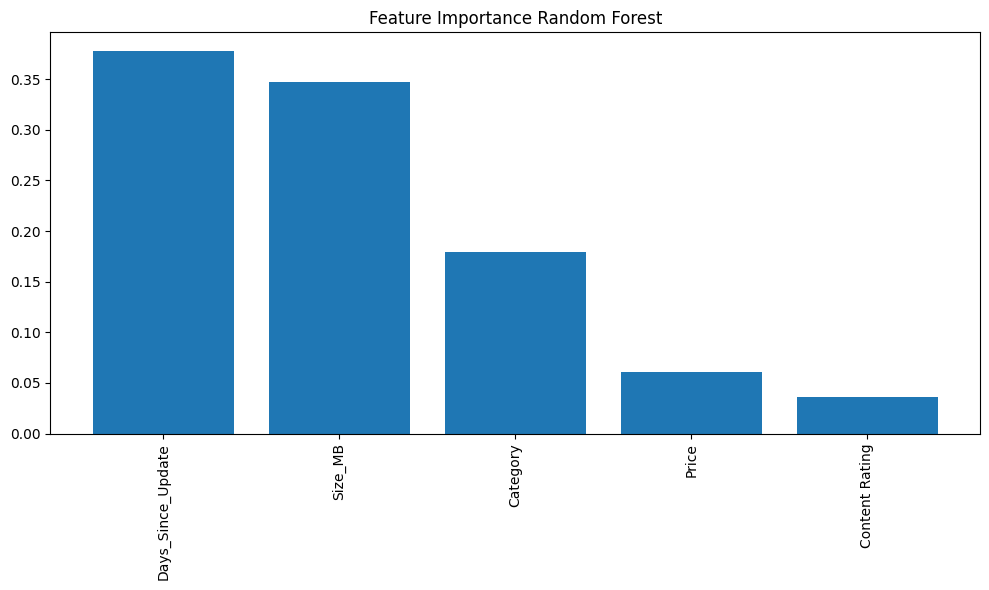 Feature Importance Random Forest
0.35
0.30
0.25
0.20
0.15
0.10
0.05
0.00
Days_Since_Update
Size_MB
Category
Price
Content Rating